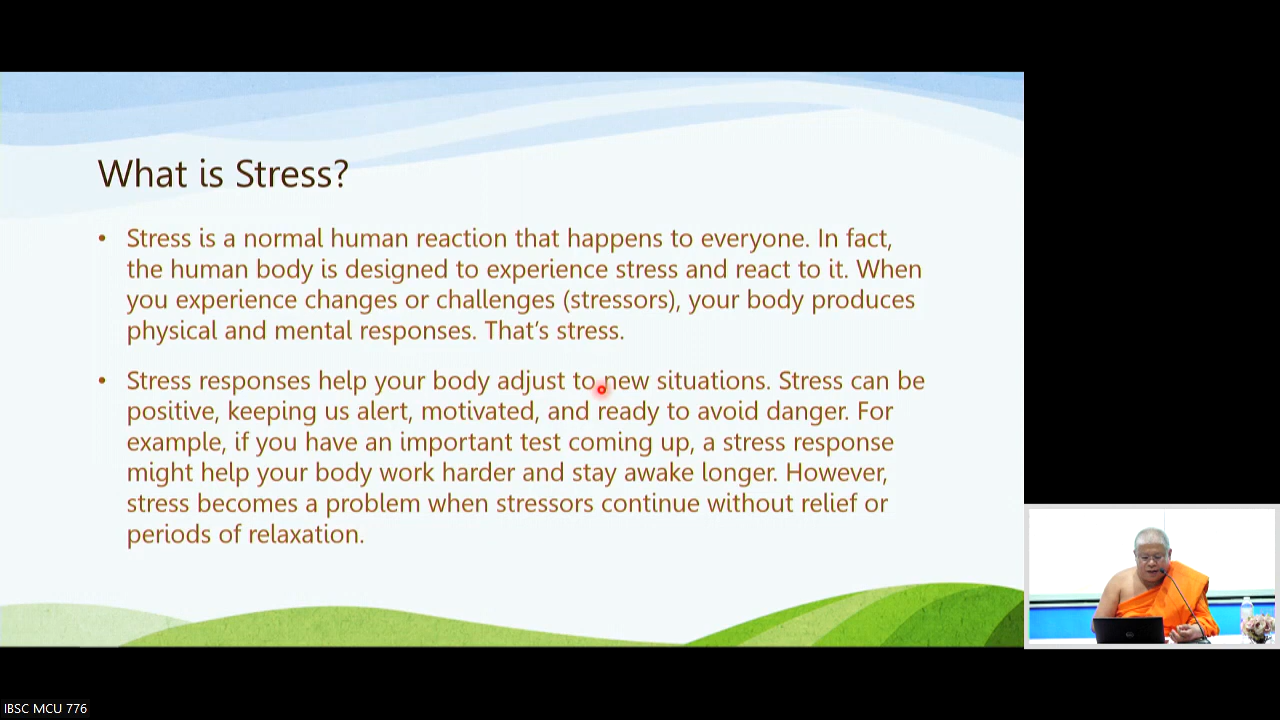 What is Stress?
• Stress is a normal human reaction that happens to everyone. In fact,
the human body is designed to experience stress and react to it. When
you experience changes or challenges (stressors), your body produces
physical and mental responses. That’s stress.
• Stress responses help your body adjust to new situations. Stress can be
positive, keeping us alert, motivated, and ready to avoid danger. For
example, if you have an important test coming up, a stress response
might help your body work harder and stay awake longer. However,
stress becomes a problem when stressors continue without relief or
periods of relaxation.
IBSC MCU 776